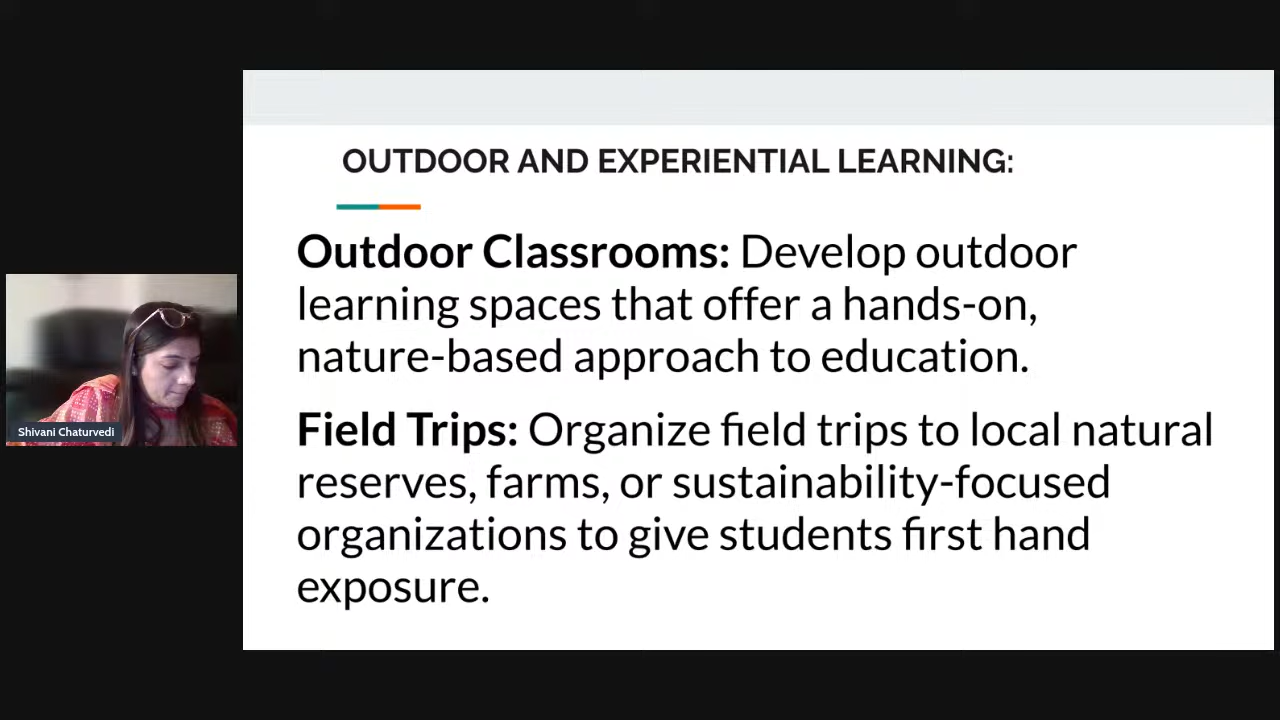 OUTDOOR AND EXPERIENTIAL LEARNING:
Outdoor Classrooms: Develop outdoor
learning spaces that offer a hands-on,
nature-based approach to education.
Field Trips: Organize field trips to local natural
reserves, farms, or sustainability-focused
organizations to give students first hand
exposure.
Shivani Chaturvedi